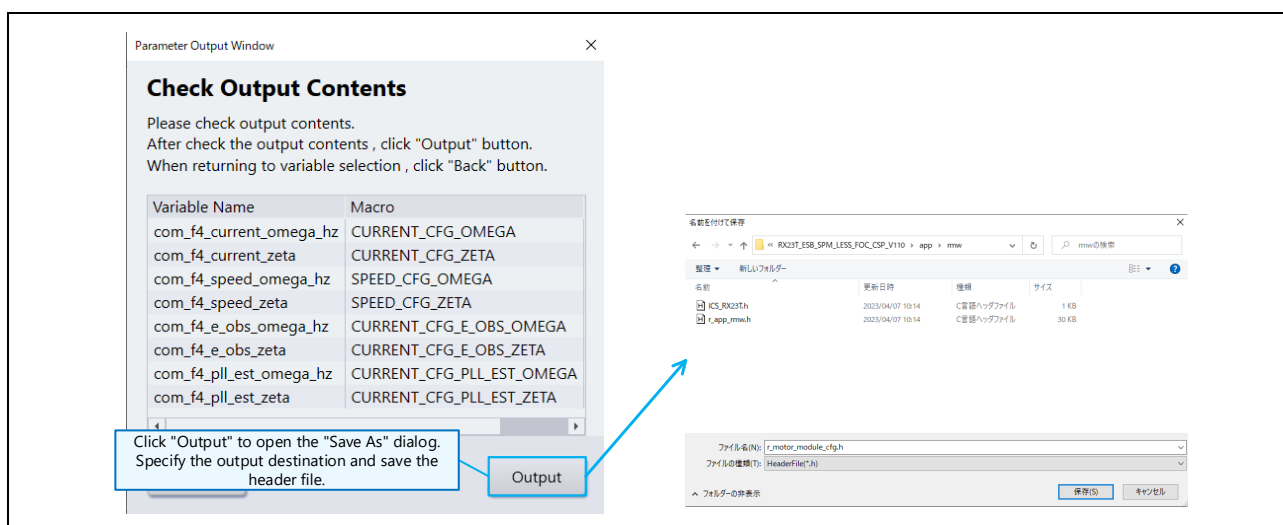 Parameter Output Window
Check Output Contents
Please check output contents.
After check the output contents , click "Output" button.
When returning to variable selection , click "Back" button.
Variable Name Macro
com_f4_current_omega_hz CURRENT_CFG_OMEGA
com_f4_current_zeta CURRENT_CFG_ZETA
com_f4_speed_omega_hz SPEED_CFG_OMEGA
com_f4_speed_zeta SPEED_CFG_ZETA
com_f4_e_obs_omega_hz CURRENT_CFG_E_OBS_OMEGA
com_f4_e_obs_zeta CURRENT_CFG_E_OBS_ZETA
com_f4_pll_est_omega_hz CURRENT_CFG_PLL_EST_OMEGA
com_f4_pll_est_zeta CURRENT_CFG_PLL_EST_ZETA
Click "Output" to open the "Save As" dialog.
Specify the output destination and save the
header file.
Output
名前を付けて保存
« RX23T_ESB_SPM_LESS_FOC_CSP_V110 › app › rmw rmwの検索
整理 新しいフォルダー
名前 更新日時 種類 サイズ
ICS_RX23T.h 2023/04/07 10:14 C言語ヘッダファイル 1 KB
r_app_rmw.h 2023/04/07 10:14 C言語ヘッダファイル 30 KB
ファイル名(N): r_motor_module_cfg.h
ファイルの種類(T): HeaderFile(*.h)
フォルダーの非表示 保存(S) キャンセル